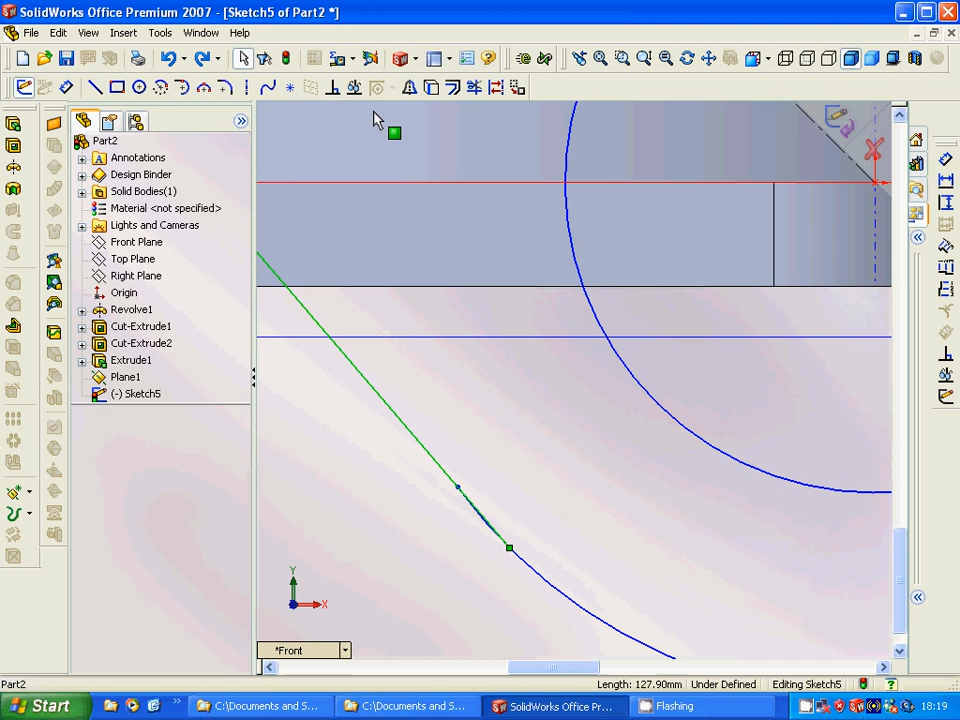 SolidWorks Office Premium 2007 - [Sketch5 of Part2 *]
File Edit View Insert Tools Window Help
Part2
Annotations
Design Binder
Solid Bodies(1)
Material <not specified>
Lights and Cameras
Front Plane
Top Plane
Right Plane
Origin
Revolve1
Cut-Extrude1
Cut-Extrude2
Extrude1
Plane1
(-) Sketch5
Y
X
*Front
Part2 Length: 127.90mm Under Defined Editing Sketch5
Start C:\Documents and S... C:\Documents and S... SolidWorks Office Pr... Flashing 18:19